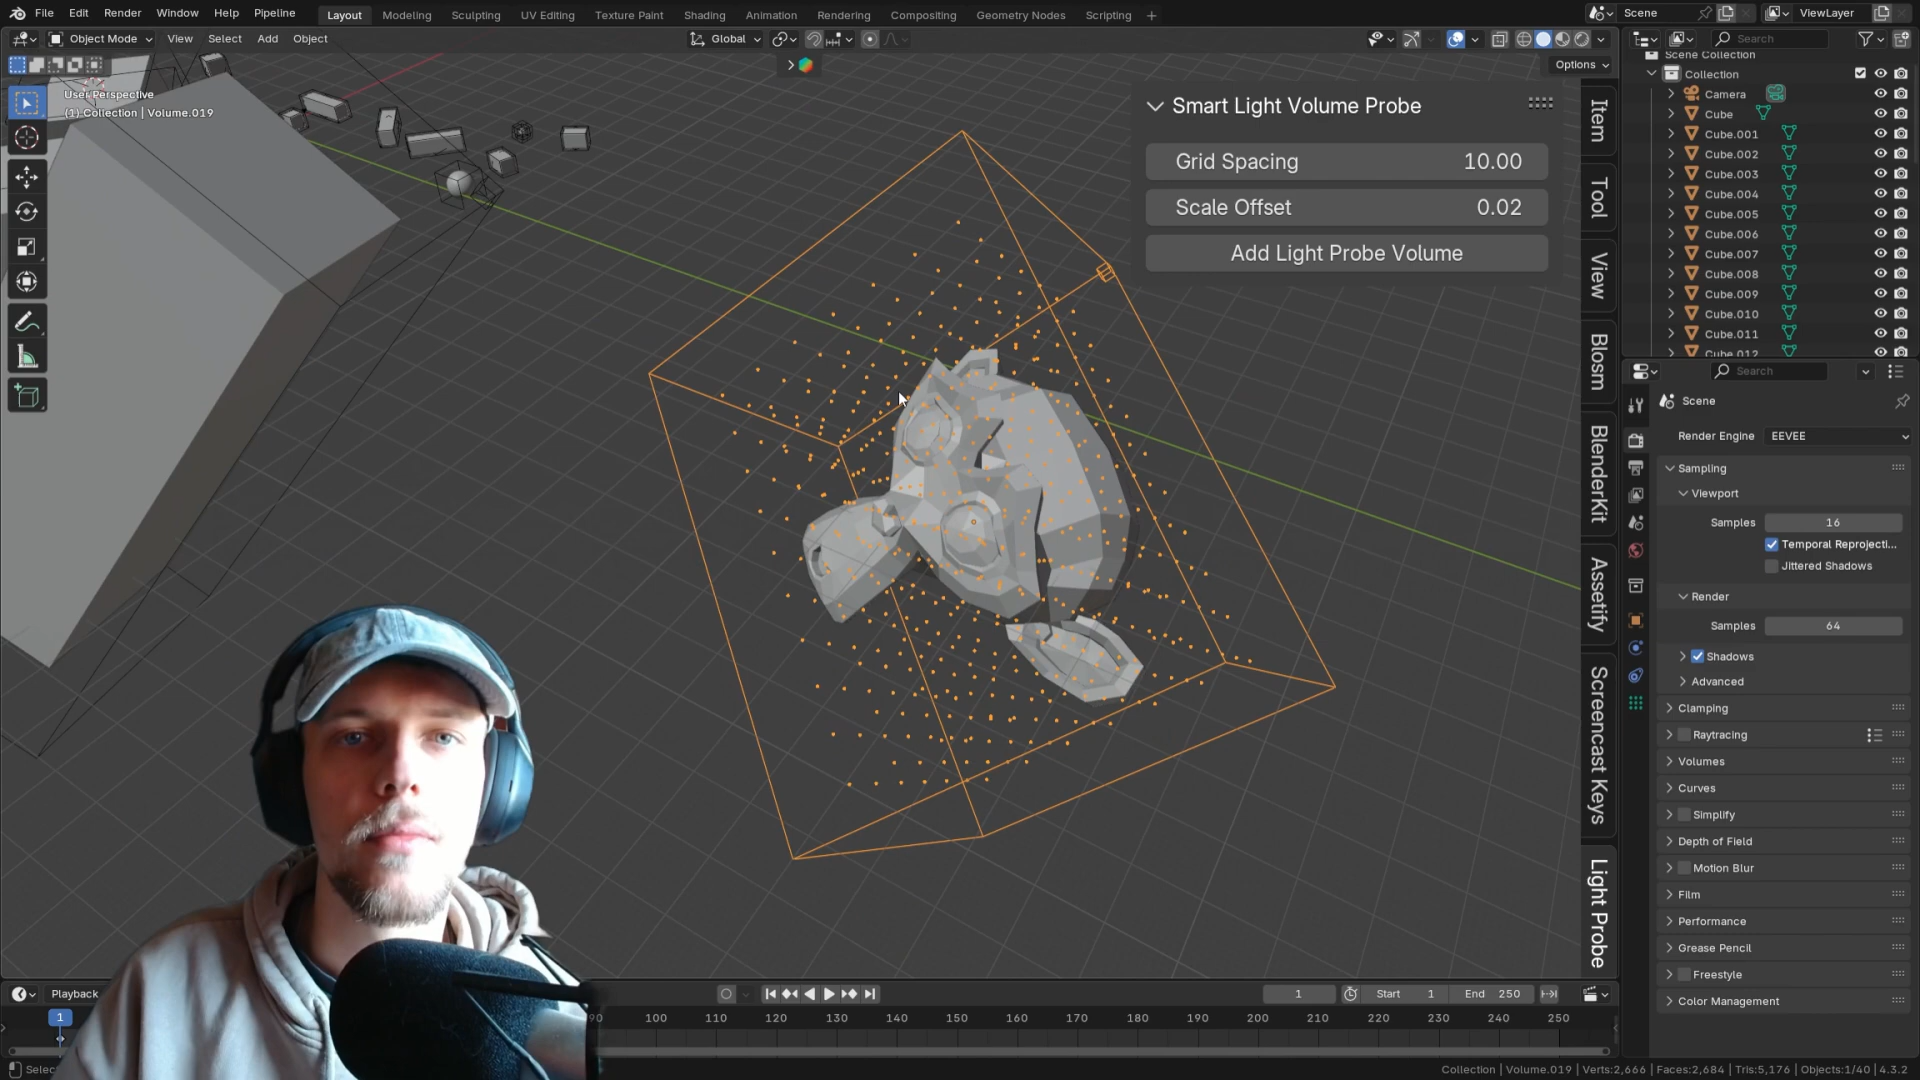 File Edit Render Window Help Pipeline
Layout Modeling Sculpting UV Editing Texture Paint Shading Animation Rendering Compositing Geometry Nodes Scripting
Scene
ViewLayer
Object Mode View Select Add Object
Global
Search
Options
User Perspective
(1) Collection | Volume.019
Smart Light Volume Probe
Grid Spacing 10.00
Scale Offset 0.02
Add Light Probe Volume
Item
Tool
View
Blosm
BlenderKit
Assetify
Screencast Keys
Light Probe
Scene Collection
Collection
Camera
Cube
Cube.001
Cube.002
Cube.003
Cube.004
Cube.005
Cube.006
Cube.007
Cube.008
Cube.009
Cube.010
Cube.011
Cube.012
Search
Scene
Render Engine EEVEE
Sampling
Viewport
Samples 16
Temporal Reprojecti...
Jittered Shadows
Render
Samples 64
Shadows
Advanced
Clamping
Raytracing
Volumes
Curves
Simplify
Depth of Field
Motion Blur
Film
Performance
Grease Pencil
Freestyle
Color Management
Playback
1
Start 1
End 250
1
90 100 110 120 130 140 150 160 170 180 190 200 210 220 230 240 250
Selec
Collection | Volume.019 | Verts:2,666 | Faces:2,684 | Tris:5,176 | Objects:1/40 | 4.3.2